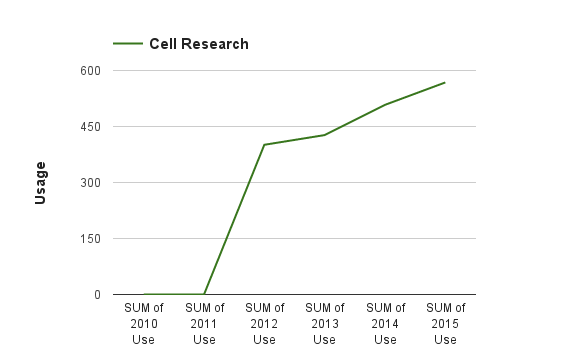 Cell Research
600
450
300
150
0
Usage
SUM of 2010 Use
SUM of 2011 Use
SUM of 2012 Use
SUM of 2013 Use
SUM of 2014 Use
SUM of 2015 Use